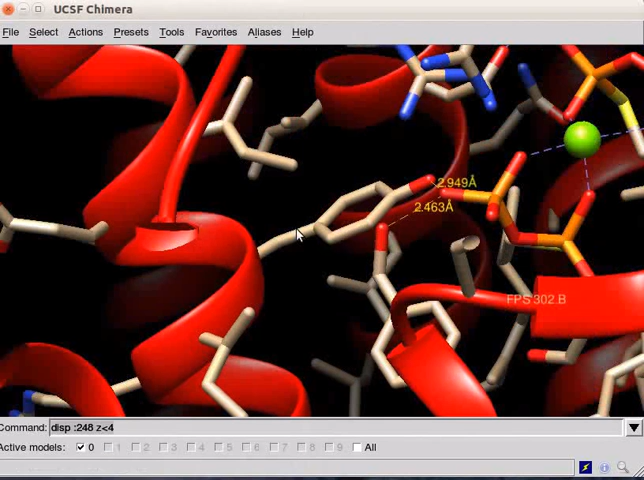 UCSF Chimera
File Select Actions Presets Tools Favorites Aliases Help
2.949Å
2.463Å
FPS 302.B
Command: disp :248 z<4
Active models: 0 1 2 3 4 5 6 7 8 9 All